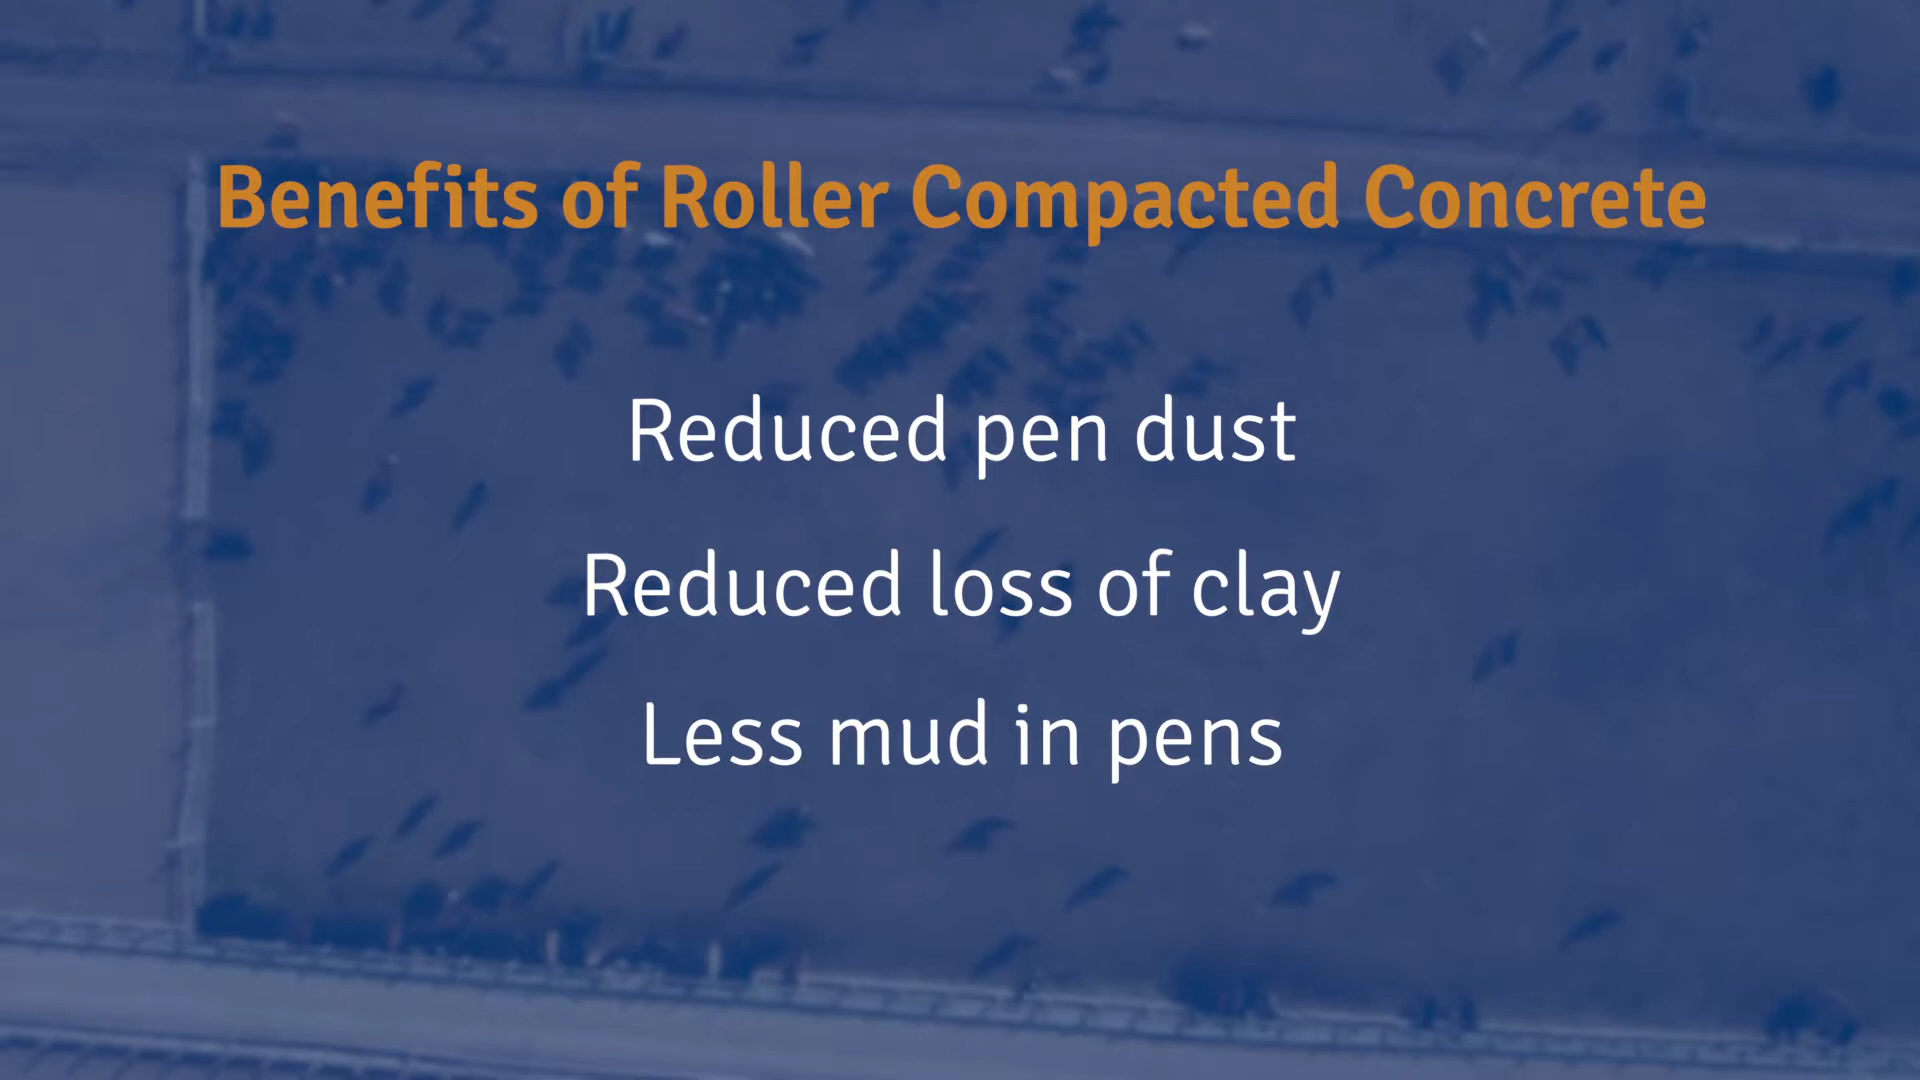 Benefits of Roller Compacted Concrete
Reduced pen dust
Reduced loss of clay
Less mud in pens